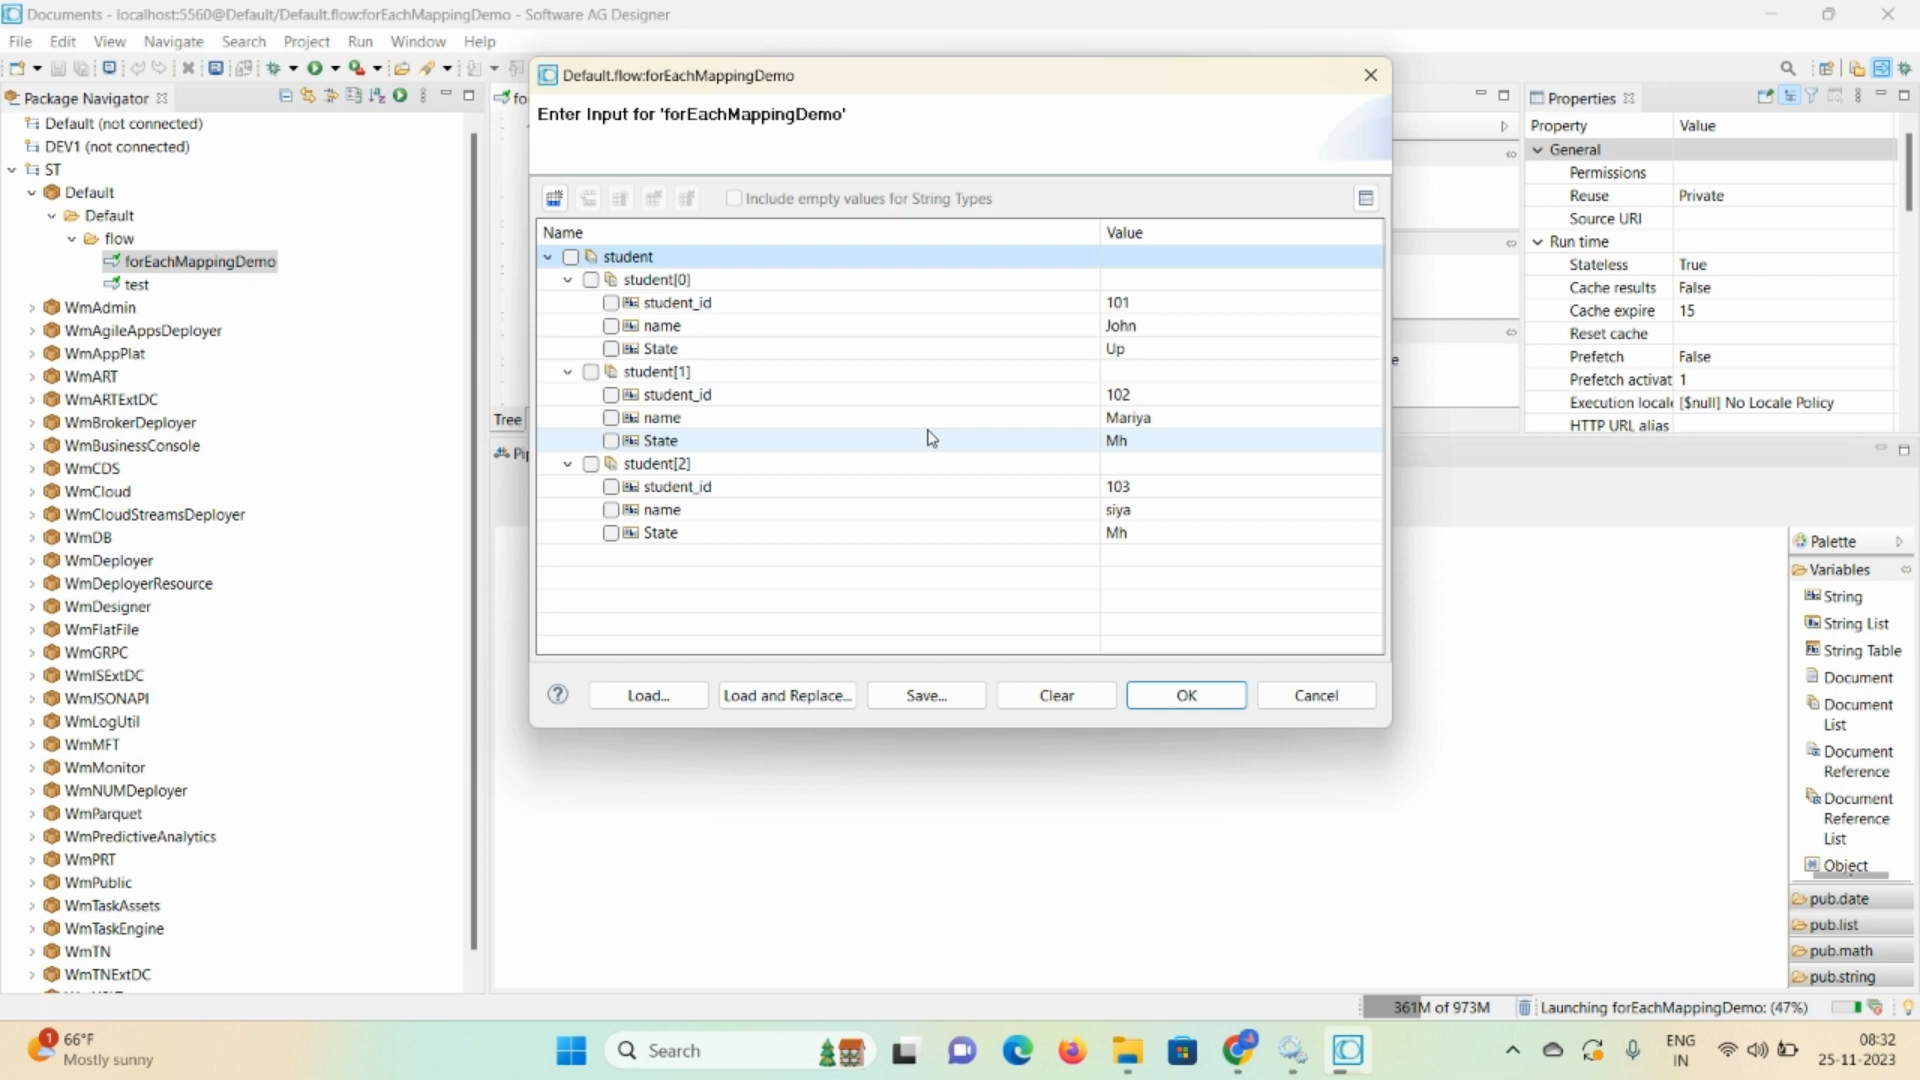 Documents - localhost:5560@Default/Default.flow:forEachMappingDemo - Software AG Designer
File Edit View Navigate Search Project Run Window Help
Package Navigator
Default (not connected)
DEV1 (not connected)
ST
Default
Default
flow
forEachMappingDemo
test
WmAdmin
WmAgileAppsDeployer
WmAppPlat
WmART
WmARTExtDC
WmBrokerDeployer
WmBusinessConsole
WmCDS
WmCloud
WmCloudStreamsDeployer
WmDB
WmDeployer
WmDeployerResource
WmDesigner
WmFlatFile
WmGRPC
WmISExtDC
WmJSONAPI
WmLogUtil
WmMFT
WmMonitor
WmNUMDeployer
WmParquet
WmPredictiveAnalytics
WmPRT
WmPublic
WmTaskAssets
WmTaskEngine
WmTN
WmTNExtDC
fo
Tree
Pi
Default.flow:forEachMappingDemo
Enter Input for 'forEachMappingDemo'
Include empty values for String Types
Name Value
student
student[0]
student_id 101
name John
State Up
student[1]
student_id 102
name Mariya
State Mh
student[2]
student_id 103
name siya
State Mh
Load... Load and Replace... Save... Clear OK Cancel
e
Properties
Property Value
General
Permissions
Reuse Private
Source URI
Run time
Stateless True
Cache results False
Cache expire 15
Reset cache
Prefetch False
Prefetch activat 1
Execution locale [$null] No Locale Policy
HTTP URL alias
Palette
Variables
String
String List
String Table
Document
Document
List
Document
Reference
Document
Reference
List
Object
pub.date
pub.list
pub.math
pub.string
361M of 973M Launching forEachMappingDemo: (47%)
1
66°F
Mostly sunny
Search
ENG
IN
08:32
25-11-2023